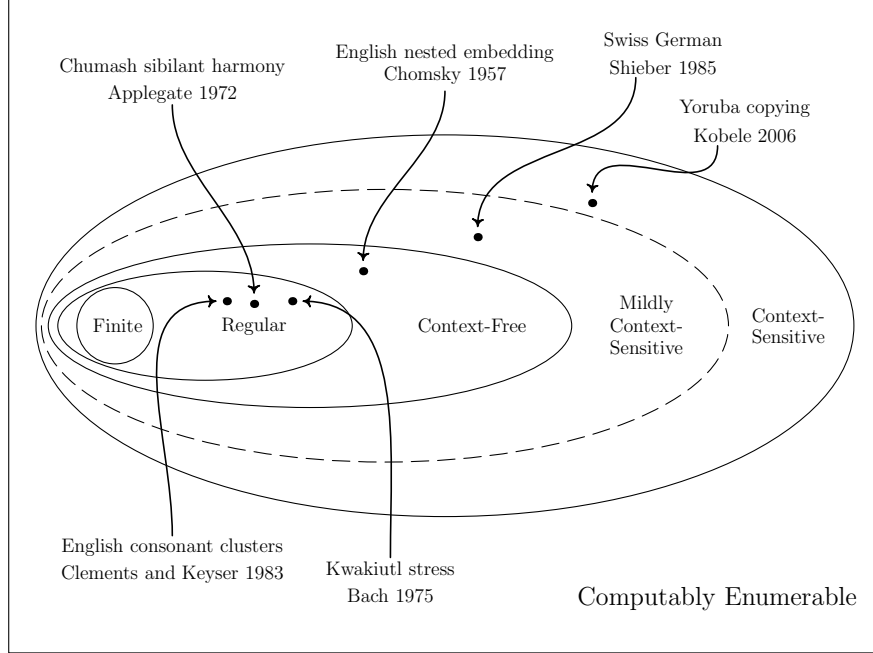 Swiss German
Shieber 1985
English nested embedding
Chomsky 1957
Chumash sibilant harmony
Applegate 1972
Yoruba copying
Kobele 2006
Finite
Regular
Context-Free
Mildly
Context-
Sensitive
Context-
Sensitive
English consonant clusters
Clements and Keyser 1983
Kwakiutl stress
Bach 1975
Computably Enumerable